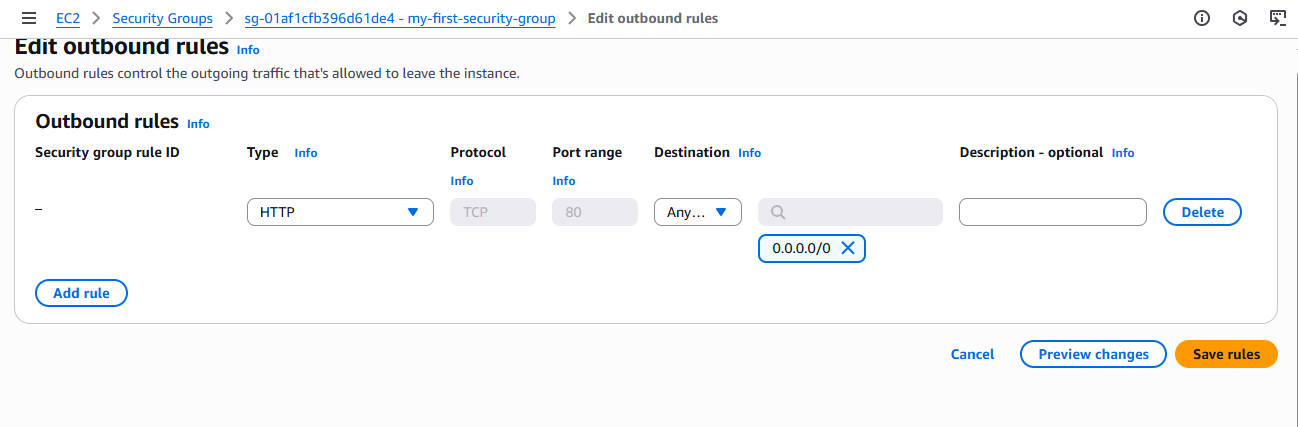 EC2 > Security Groups > sg-01af1cfb396d61de4 - my-first-security-group > Edit outbound rules
Edit outbound rules Info
Outbound rules control the outgoing traffic that's allowed to leave the instance.
Outbound rules Info
Security group rule ID Type Info Protocol Port range Destination Info Description - optional Info
Info Info
– HTTP TCP 80 Any... Delete
0.0.0.0/0
Add rule
Cancel Preview changes Save rules